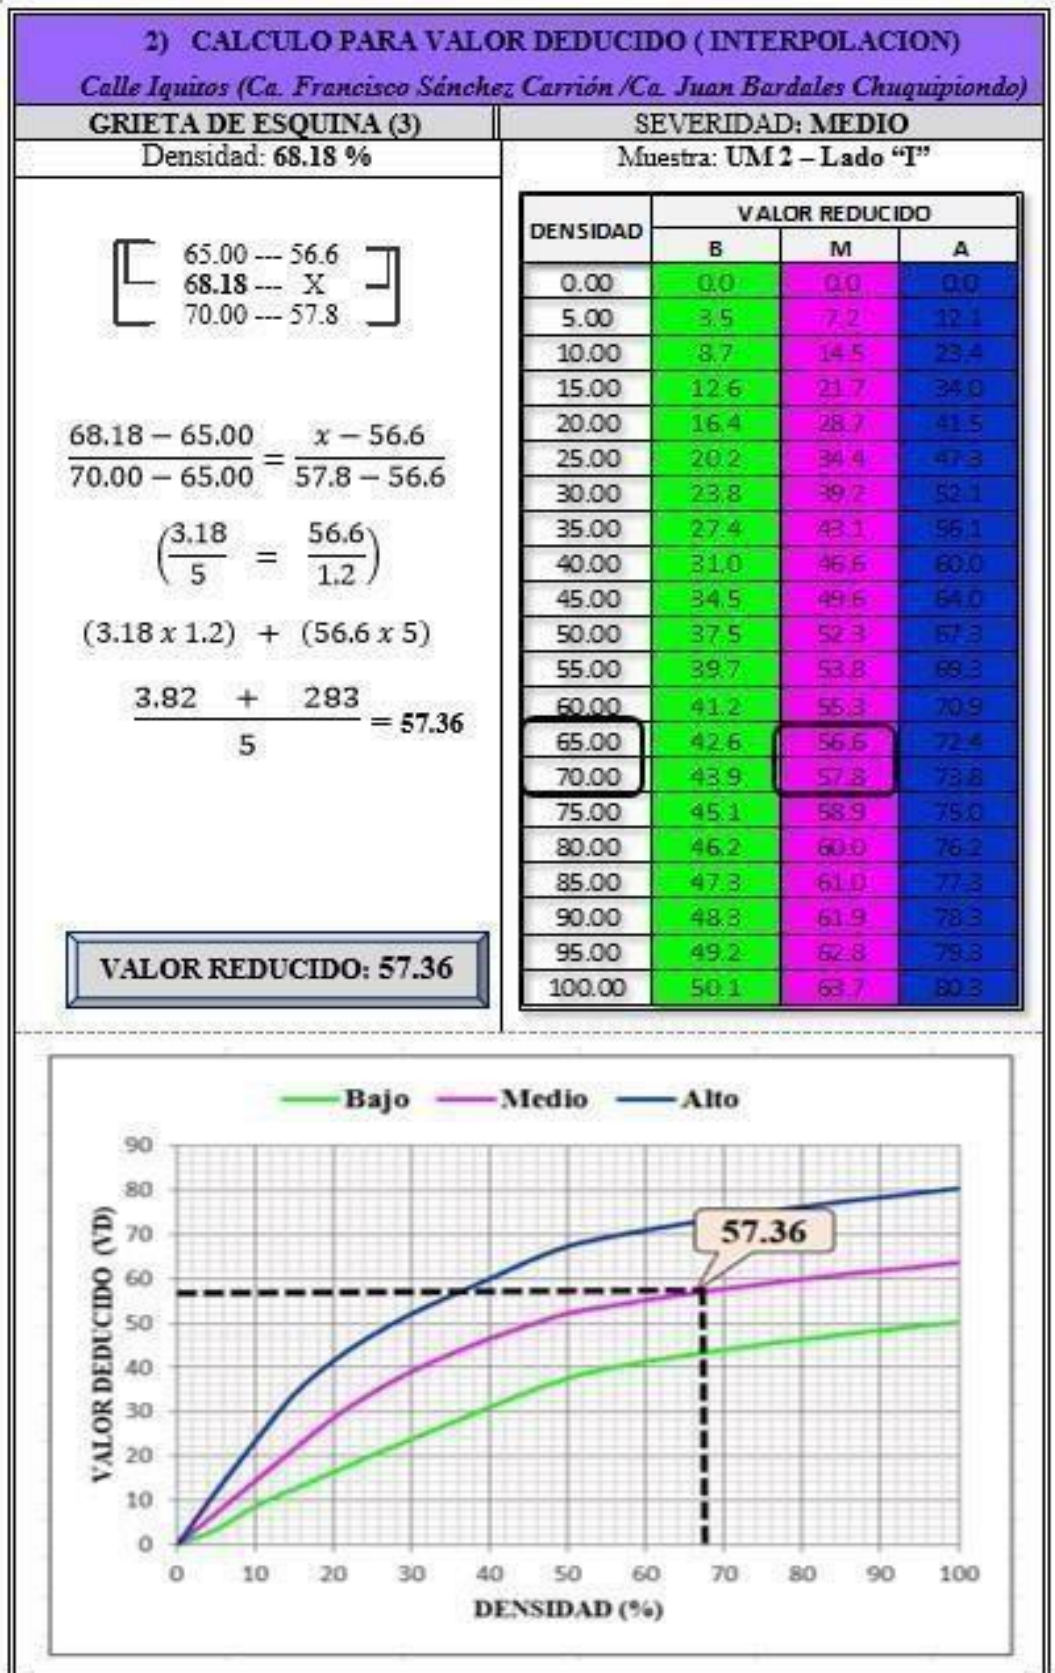 2) CALCULO PARA VALOR DEDUCIDO ( INTERPOLACION)
Calle Iquitos (Ca. Francisco Sánchez Carrión /Ca. Juan Bardales Chuquipiondo)
GRIETA DE ESQUINA (3) SEVERIDAD: MEDIO
Densidad: 68.18 % Muestra: UM 2 – Lado “I”
65.00 --- 56.6
68.18 --- X
70.00 --- 57.8
68.18 − 65.00 / 70.00 − 65.00 = x − 56.6 / 57.8 − 56.6
(3.18 / 5 = 56.6 / 1.2)
(3.18 x 1.2) + (56.6 x 5)
3.82 + 283 / 5 = 57.36
VALOR REDUCIDO: 57.36
DENSIDAD VALOR REDUCIDO
B M A
0.00 0.0 0.0 0.0
5.00 3.5 7.2 12.1
10.00 8.7 14.5 23.4
15.00 12.6 21.7 34.0
20.00 16.4 28.7 41.5
25.00 20.2 34.4 47.3
30.00 23.8 39.2 52.1
35.00 27.4 43.1 56.1
40.00 31.0 46.6 60.0
45.00 34.5 49.6 64.0
50.00 37.5 52.3 67.3
55.00 39.7 53.8 69.3
60.00 41.2 55.3 70.9
65.00 42.6 56.6 72.4
70.00 43.9 57.8 73.8
75.00 45.1 58.9 75.0
80.00 46.2 60.0 76.2
85.00 47.3 61.0 77.3
90.00 48.3 61.9 78.3
95.00 49.2 62.8 79.3
100.00 50.1 63.7 80.3
Bajo Medio Alto
90
80
70
60
50
40
30
20
10
0
VALOR DEDUCIDO (VD)
57.36
0 10 20 30 40 50 60 70 80 90 100
DENSIDAD (%)